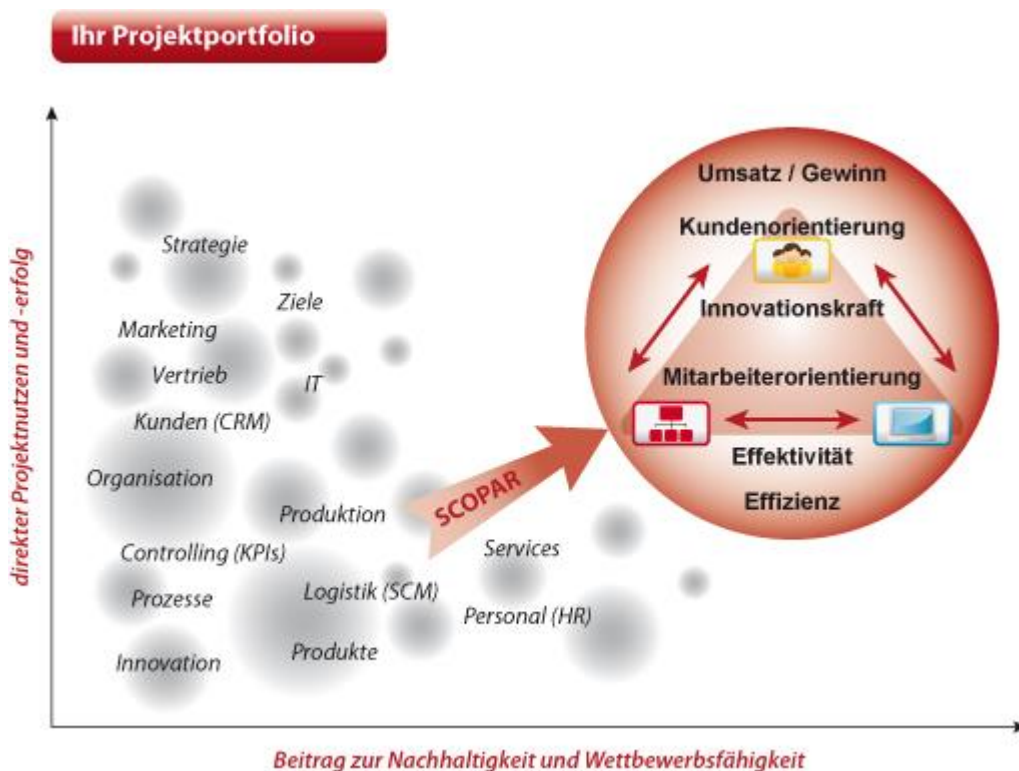 Ihr Projektportfolio
direkter Projektnutzen und -erfolg
Umsatz / Gewinn
Kundenorientierung
Innovationskraft
Mitarbeiterorientierung
Effektivität
Effizienz
Strategie
Ziele
Marketing
Vertrieb
IT
Kunden (CRM)
Organisation
Produktion
SCOPAR
Controlling (KPIs)
Services
Prozesse
Logistik (SCM)
Personal (HR)
Innovation
Produkte
Beitrag zur Nachhaltigkeit und Wettbewerbsfähigkeit